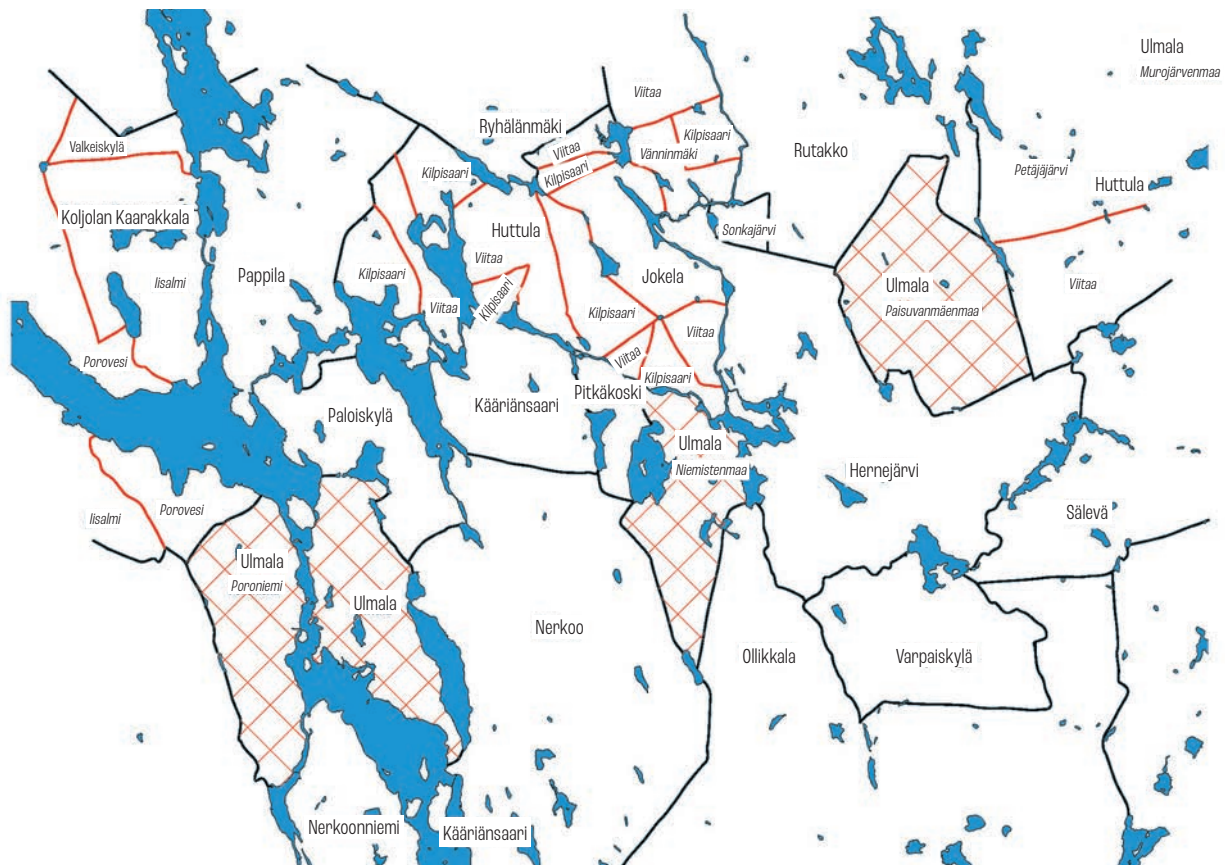 Ulmala
Murojärvenmaa
Viitaa
Ryhälänmäki
Kilpisaari
Valkeiskylä
Viitaa
Vänninmäki
Rutakko
Kilpisaari
Kilpisaari
Petäjäjärvi
Huttula
Koljolan Kaarakkala
Huttula
Sonkajärvi
Iisalmi
Pappila
Kilpisaari
Viitaa
Jokela
Ulmala
Viitaa
Paisuvanmäenmaa
Kilpisaari
Viitaa
Kilpisaari
Viitaa
Porovesi
Viitaa
Kilpisaari
Pitkäkoski
Kääriänsaari
Paloiskylä
Ulmala
Niemistenmaa
Hernejärvi
Porovesi
Iisalmi
Sälevä
Ulmala
Poroniemi
Ulmala
Nerkoo
Ollikkala
Varpaiskylä
Nerkoonniemi
Kääriänsaari